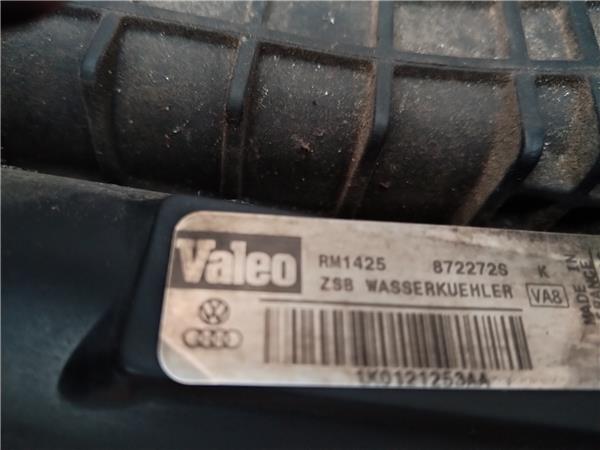 Valeo RM1425 872272S K
ZSB WASSERKUEHLER VA8
1K0121253AA
MADE IN
FRANCE